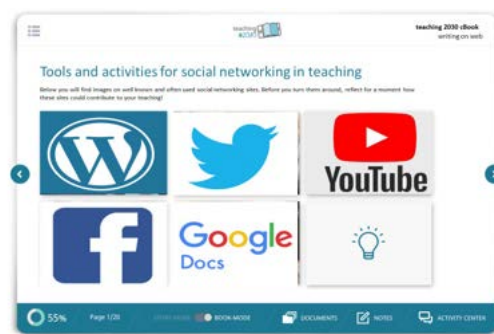 teaching
e2030
teaching 2030 cBook
writing on web
Tools and activities for social networking in teaching
Below you will find images on well known and often used social networking sites. Before you turn them around, reflect for a moment how
these sites could contribute to your teaching!
YouTube
Google
Docs
55%
Page 1/20
BOOK-MODE
DOCUMENTS
NOTES
ACTIVITY CENTER